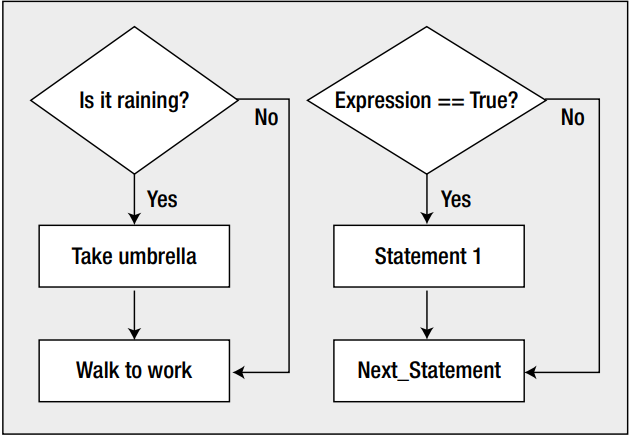 Is it raining?
No
Yes
Take umbrella
Walk to work
Expression == True?
No
Yes
Statement 1
Next_Statement